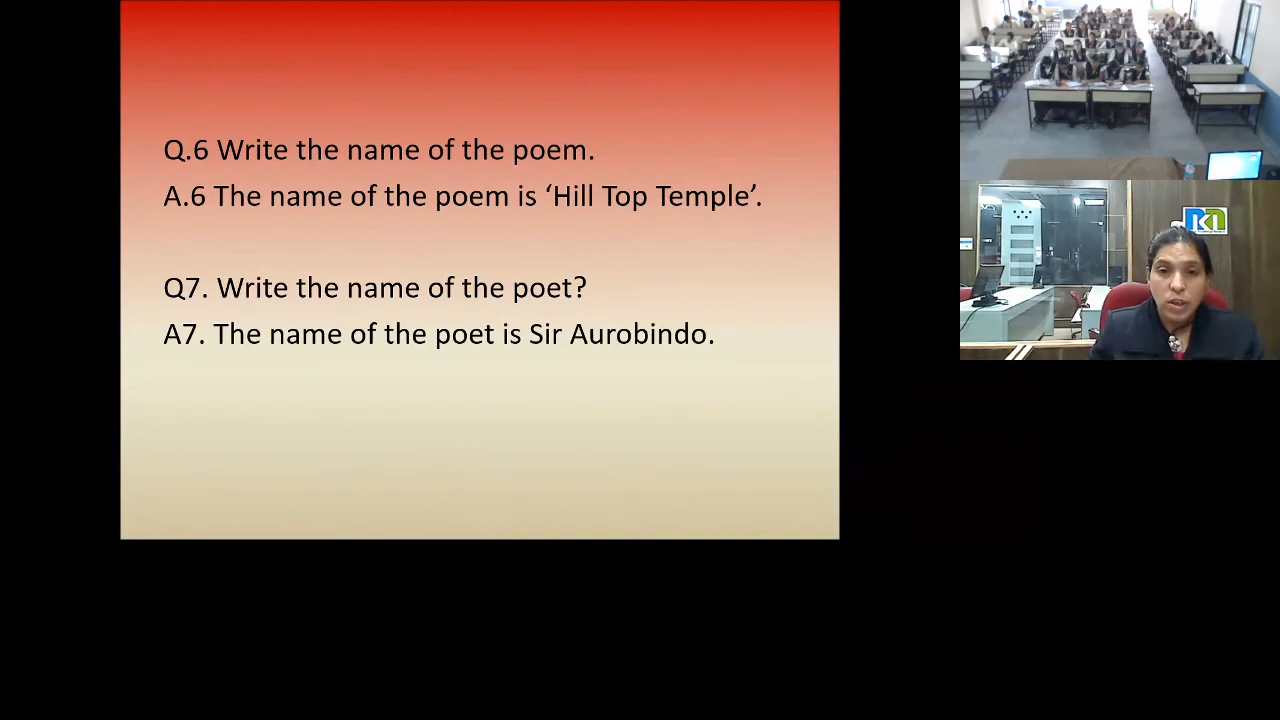 Q.6 Write the name of the poem.
A.6 The name of the poem is ‘Hill Top Temple’.
Q7. Write the name of the poet?
A7. The name of the poet is Sir Aurobindo.